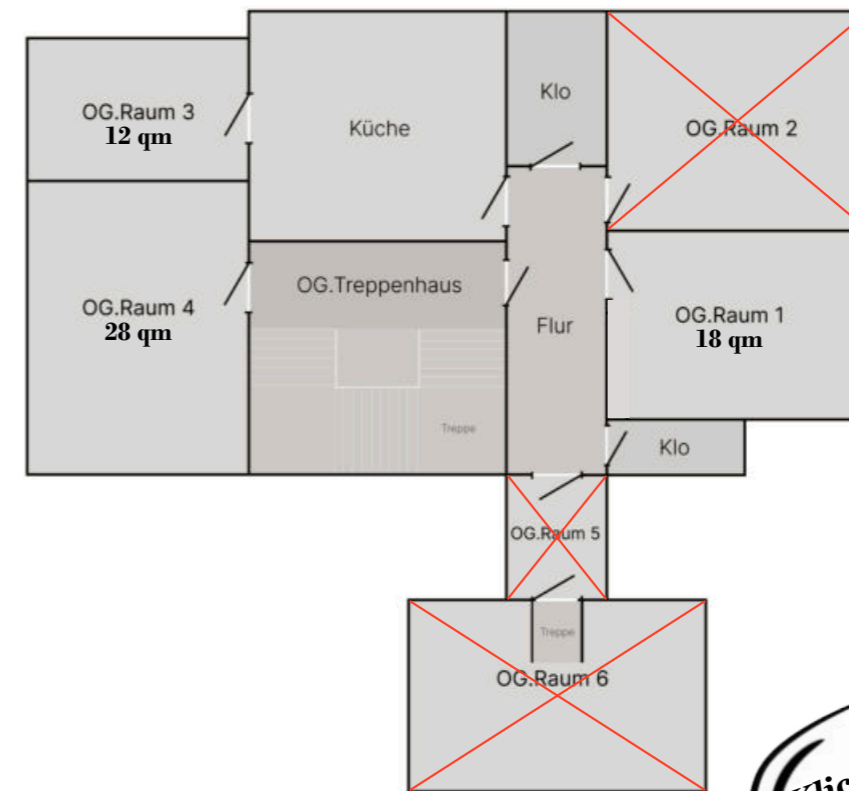 Klo
OG.Raum 3
12 qm
Küche
OG.Raum 2
OG.Treppenhaus
OG.Raum 4
28 qm
Flur
OG.Raum 1
18 qm
Treppe
Klo
OG.Raum 5
Treppe
OG.Raum 6